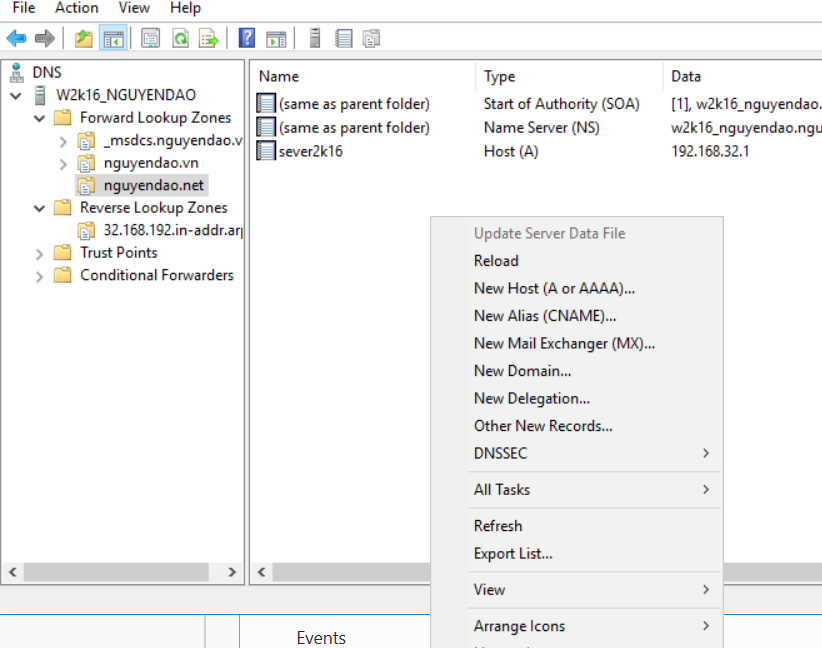 File Action View Help
DNS
W2K16_NGUYENDAO
Forward Lookup Zones
_msdcs.nguyendao.v
nguyendao.vn
nguyendao.net
Reverse Lookup Zones
32.168.192.in-addr.arp
Trust Points
Conditional Forwarders
Name Type Data
(same as parent folder) Start of Authority (SOA) [1], w2k16_nguyendao.
(same as parent folder) Name Server (NS) w2k16_nguyendao.ngu
sever2k16 Host (A) 192.168.32.1
Update Server Data File
Reload
New Host (A or AAAA)...
New Alias (CNAME)...
New Mail Exchanger (MX)...
New Domain...
New Delegation...
Other New Records...
DNSSEC
All Tasks
Refresh
Export List...
View
Arrange Icons
Events